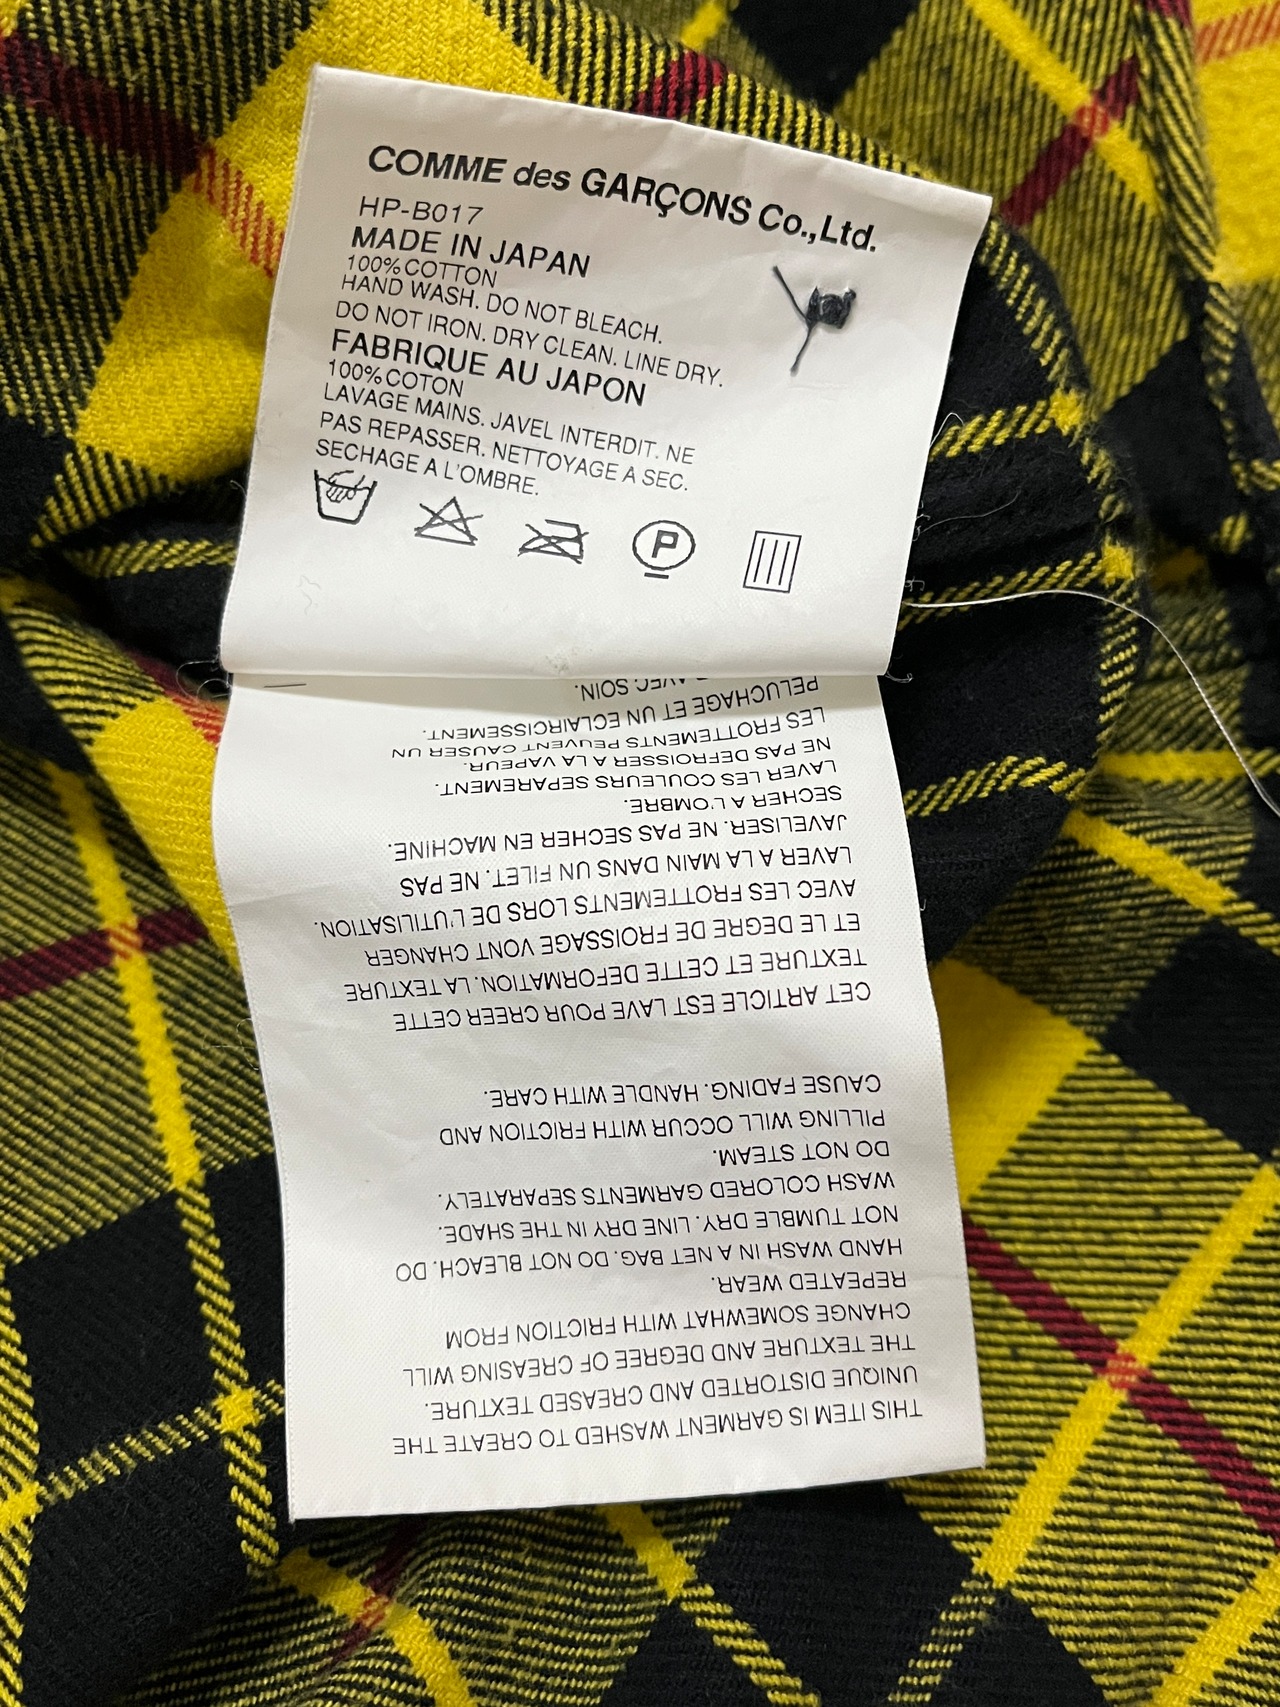 COMME des GARÇONS Co.,Ltd.
HP-B017
MADE IN JAPAN
100%COTTON
HAND WASH. DO NOT BLEACH.
DO NOT IRON. DRY CLEAN. LINE DRY.
FABRIQUE AU JAPON
100%COTON
LAVAGE MAINS. JAVEL INTERDIT. NE
PAS REPASSER. NETTOYAGE A SEC.
SECHAGE A L'OMBRE.
P
THIS ITEM IS GARMENT WASHED TO CREATE THE
UNIQUE DISTORTED AND CREASED TEXTURE.
THE TEXTURE AND DEGREE OF CREASING WILL
CHANGE SOMEWHAT WITH FRICTION FROM
REPEATED WEAR.
HAND WASH IN A NET BAG. DO NOT BLEACH. DO
NOT TUMBLE DRY. LINE DRY IN THE SHADE.
WASH COLORED GARMENTS SEPARATELY.
DO NOT STEAM.
PILLING WILL OCCUR WITH FRICTION AND
CAUSE FADING. HANDLE WITH CARE.
CET ARTICLE EST LAVE POUR CREER CETTE
TEXTURE ET CETTE DEFORMATION. LA TEXTURE
ET LE DEGRE DE FROISSAGE VONT CHANGER
AVEC LES FROTTEMENTS LORS DE L'UTILISATION.
LAVER A LA MAIN DANS UN FILET. NE PAS
JAVELISER. NE PAS SECHER EN MACHINE.
SECHER A L'OMBRE.
LAVER LES COULEURS SEPAREMENT.
NE PAS DEFROISSER A LA VAPEUR.
LES FROTTEMENTS PEUVENT CAUSER UN
PELUCHAGE ET UN ECLAIRCISSEMENT.
AVEC SOIN.